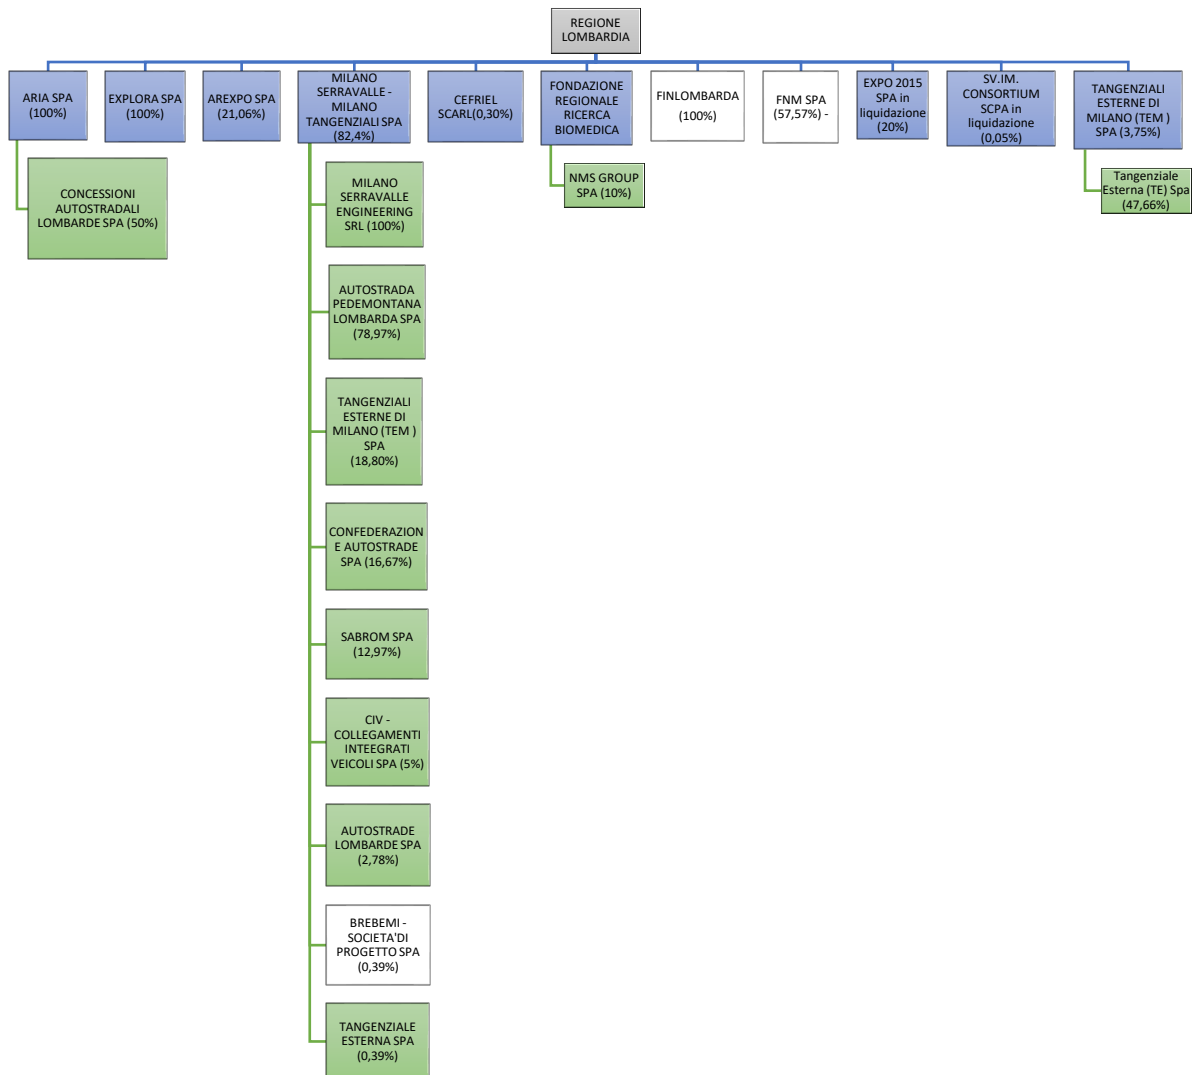 REGIONE
LOMBARDIA
ARIA SPA
(100%)
EXPLORA SPA
(100%)
AREXPO SPA
(21,06%)
MILANO
SERRAVALLE -
MILANO
TANGENZIALI SPA
(82,4%)
CEFRIEL
SCARL(0,30%)
FONDAZIONE
REGIONALE
RICERCA
BIOMEDICA
FINLOMBARDA
(100%)
FNM SPA
(57,57%) -
EXPO 2015
SPA in
liquidazione
(20%)
SV.IM.
CONSORTIUM
SCPA in
liquidazione
(0,05%)
TANGENZIALI
ESTERNE DI
MILANO (TEM )
SPA (3,75%)
CONCESSIONI
AUTOSTRADALI
LOMBARDE SPA (50%)
MILANO
SERRAVALLE
ENGINEERING
SRL (100%)
NMS GROUP
SPA (10%)
Tangenziale
Esterna (TE) Spa
(47,66%)
AUTOSTRADA
PEDEMONTANA
LOMBARDA SPA
(78,97%)
TANGENZIALI
ESTERNE DI
MILANO (TEM )
SPA
(18,80%)
CONFEDERAZION
E AUTOSTRADE
SPA (16,67%)
SABROM SPA
(12,97%)
CIV -
COLLEGAMENTI
INTEEGRATI
VEICOLI SPA (5%)
AUTOSTRADE
LOMBARDE SPA
(2,78%)
BREBEMI -
SOCIETA'DI
PROGETTO SPA
(0,39%)
TANGENZIALE
ESTERNA SPA
(0,39%)